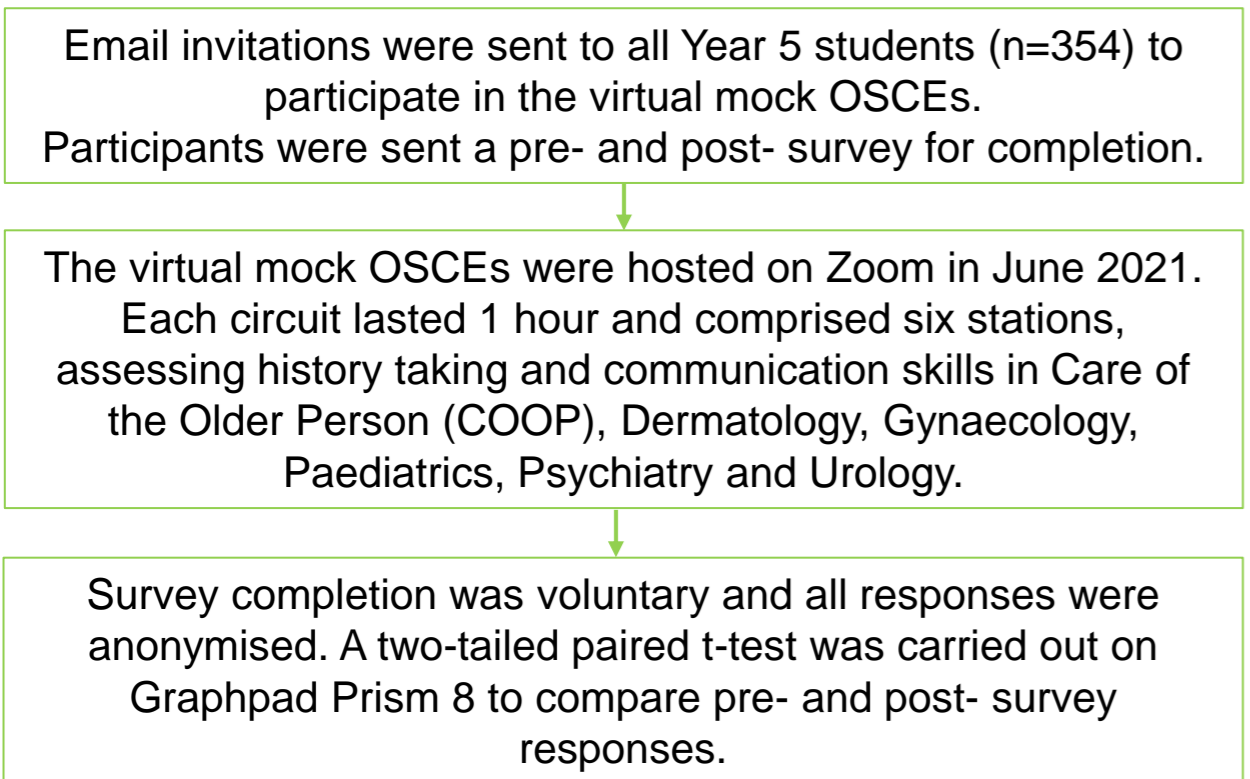 Email invitations were sent to all Year 5 students (n=354) to
participate in the virtual mock OSCEs.
Participants were sent a pre- and post- survey for completion.
The virtual mock OSCEs were hosted on Zoom in June 2021.
Each circuit lasted 1 hour and comprised six stations,
assessing history taking and communication skills in Care of
the Older Person (COOP), Dermatology, Gynaecology,
Paediatrics, Psychiatry and Urology.
Survey completion was voluntary and all responses were
anonymised. A two-tailed paired t-test was carried out on
Graphpad Prism 8 to compare pre- and post- survey
responses.